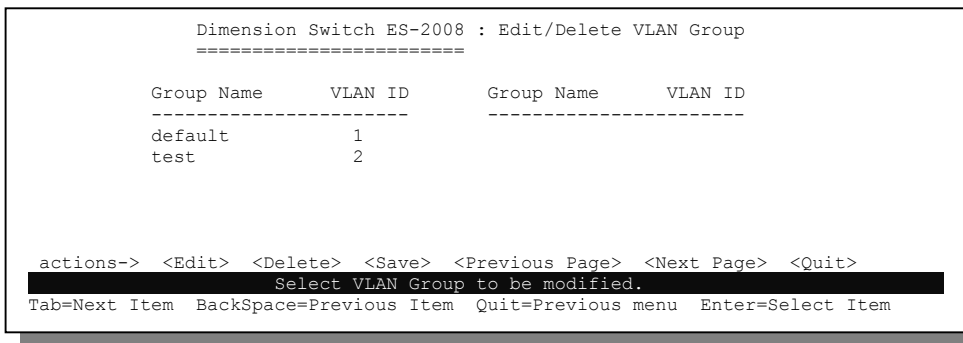 Dimension Switch ES-2008 : Edit/Delete VLAN Group
========================
Group Name VLAN ID Group Name VLAN ID
----------------------- -----------------------
default 1
test 2
actions-> <Edit> <Delete> <Save> <Previous Page> <Next Page> <Quit>
Select VLAN Group to be modified.
Tab=Next Item BackSpace=Previous Item Quit=Previous menu Enter=Select Item